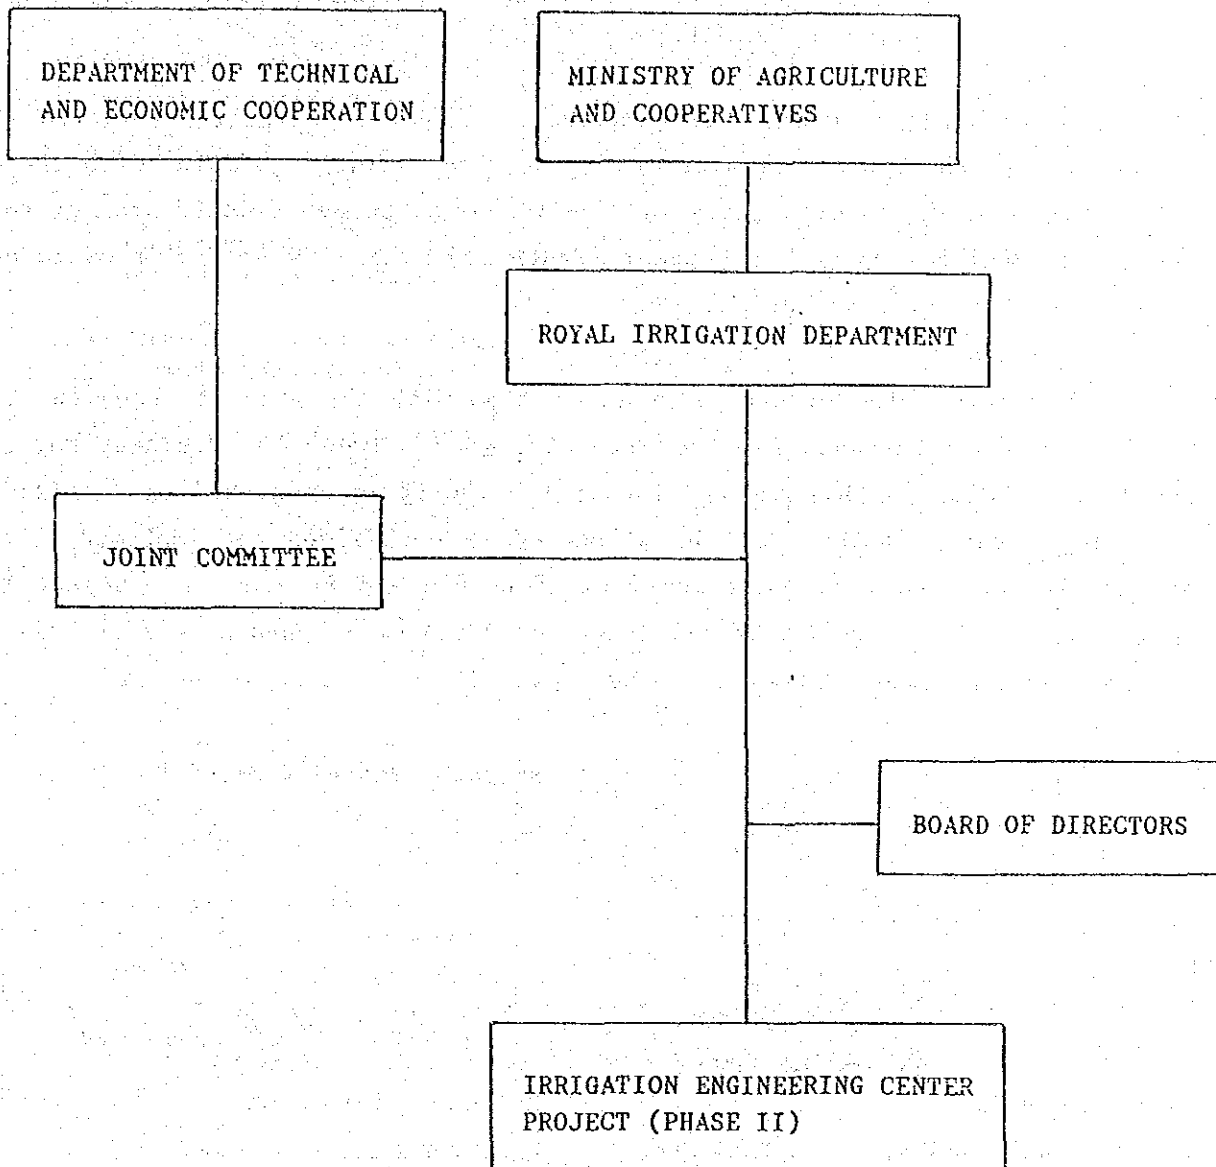 DEPARTMENT OF TECHNICAL
AND ECONOMIC COOPERATION
MINISTRY OF AGRICULTURE
AND COOPERATIVES
ROYAL IRRIGATION DEPARTMENT
JOINT COMMITTEE
BOARD OF DIRECTORS
IRRIGATION ENGINEERING CENTER
PROJECT (PHASE II)